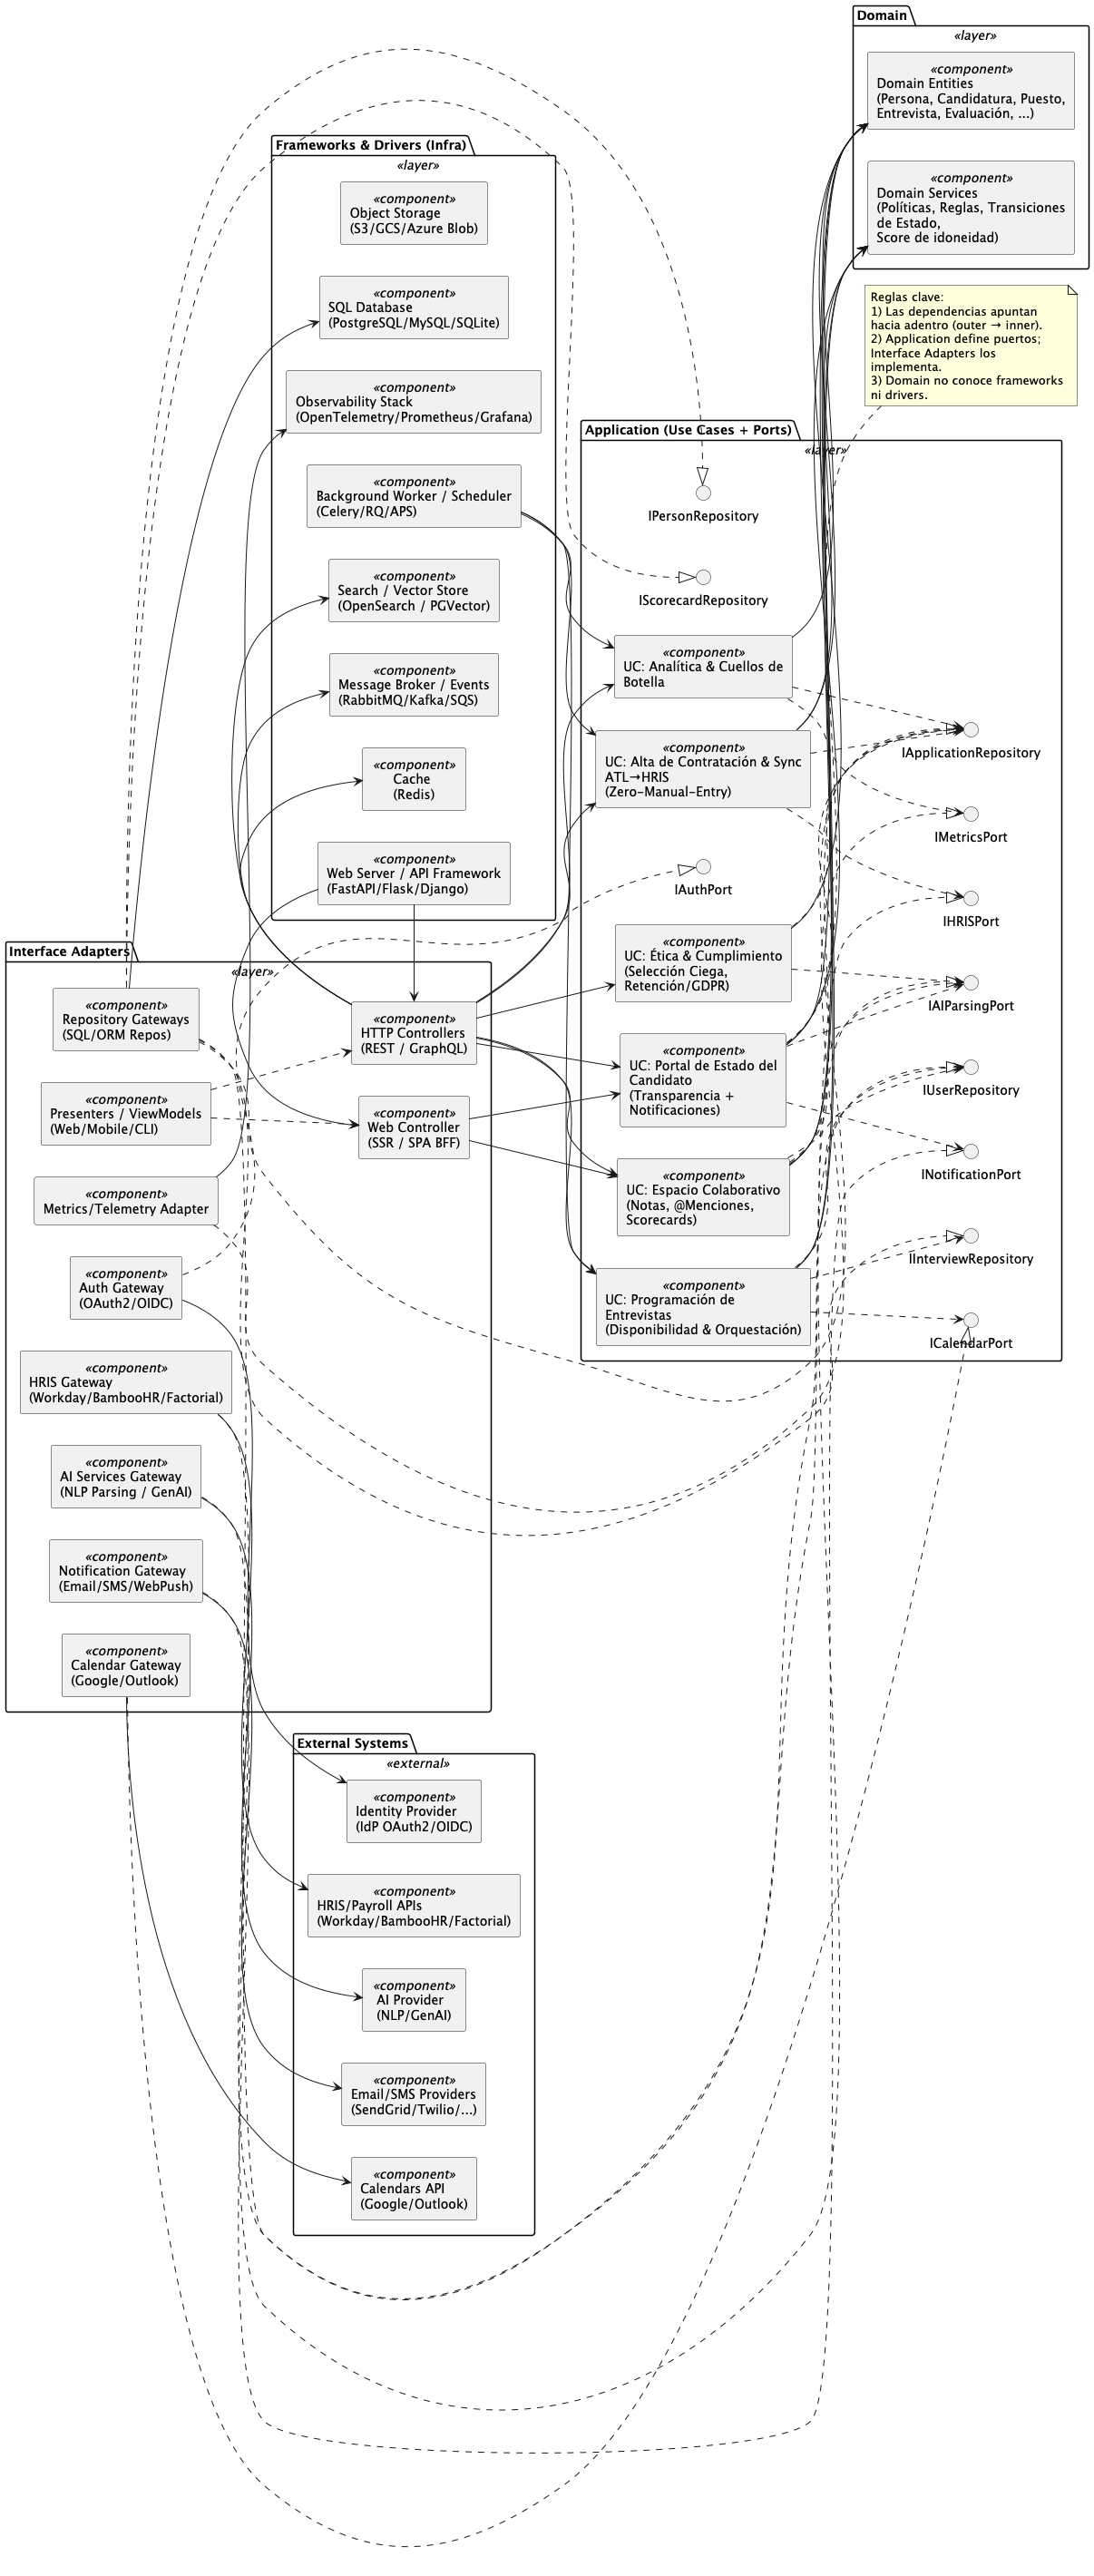 Domain
«layer»
«component»
Domain Entities
(Persona, Candidatura, Puesto,
Entrevista, Evaluación, ...)
«component»
Domain Services
(Políticas, Reglas, Transiciones
de Estado,
Score de idoneidad)
Reglas clave:
1) Las dependencias apuntan
hacia adentro (outer → inner).
2) Application define puertos;
Interface Adapters los
implementa.
3) Domain no conoce frameworks
ni drivers.
Frameworks & Drivers (Infra)
«layer»
«component»
Object Storage
(S3/GCS/Azure Blob)
«component»
SQL Database
(PostgreSQL/MySQL/SQLite)
«component»
Observability Stack
(OpenTelemetry/Prometheus/Grafana)
«component»
Background Worker / Scheduler
(Celery/RQ/APS)
«component»
Search / Vector Store
(OpenSearch / PGVector)
«component»
Message Broker / Events
(RabbitMQ/Kafka/SQS)
«component»
Cache
(Redis)
«component»
Web Server / API Framework
(FastAPI/Flask/Django)
Application (Use Cases + Ports)
«layer»
IPersonRepository
IScorecardRepository
«component»
UC: Analítica & Cuellos de
Botella
«component»
UC: Alta de Contratación & Sync
ATL→HRIS
(Zero-Manual-Entry)
IAuthPort
«component»
UC: Ética & Cumplimiento
(Selección Ciega,
Retención/GDPR)
«component»
UC: Portal de Estado del
Candidato
(Transparencia +
Notificaciones)
«component»
UC: Espacio Colaborativo
(Notas, @Menciones,
Scorecards)
«component»
UC: Programación de
Entrevistas
(Disponibilidad & Orquestación)
IApplicationRepository
IMetricsPort
IHRISPort
IAIParsingPort
IUserRepository
INotificationPort
IInterviewRepository
ICalendarPort
Interface Adapters
«layer»
«component»
Repository Gateways
(SQL/ORM Repos)
«component»
HTTP Controllers
(REST / GraphQL)
«component»
Presenters / ViewModels
(Web/Mobile/CLI)
«component»
Web Controller
(SSR / SPA BFF)
«component»
Metrics/Telemetry Adapter
«component»
Auth Gateway
(OAuth2/OIDC)
«component»
HRIS Gateway
(Workday/BambooHR/Factorial)
«component»
AI Services Gateway
(NLP Parsing / GenAI)
«component»
Notification Gateway
(Email/SMS/WebPush)
«component»
Calendar Gateway
(Google/Outlook)
External Systems
«external»
«component»
Identity Provider
(IdP OAuth2/OIDC)
«component»
HRIS/Payroll APIs
(Workday/BambooHR/Factorial)
«component»
AI Provider
(NLP/GenAI)
«component»
Email/SMS Providers
(SendGrid/Twilio/...)
«component»
Calendars API
(Google/Outlook)